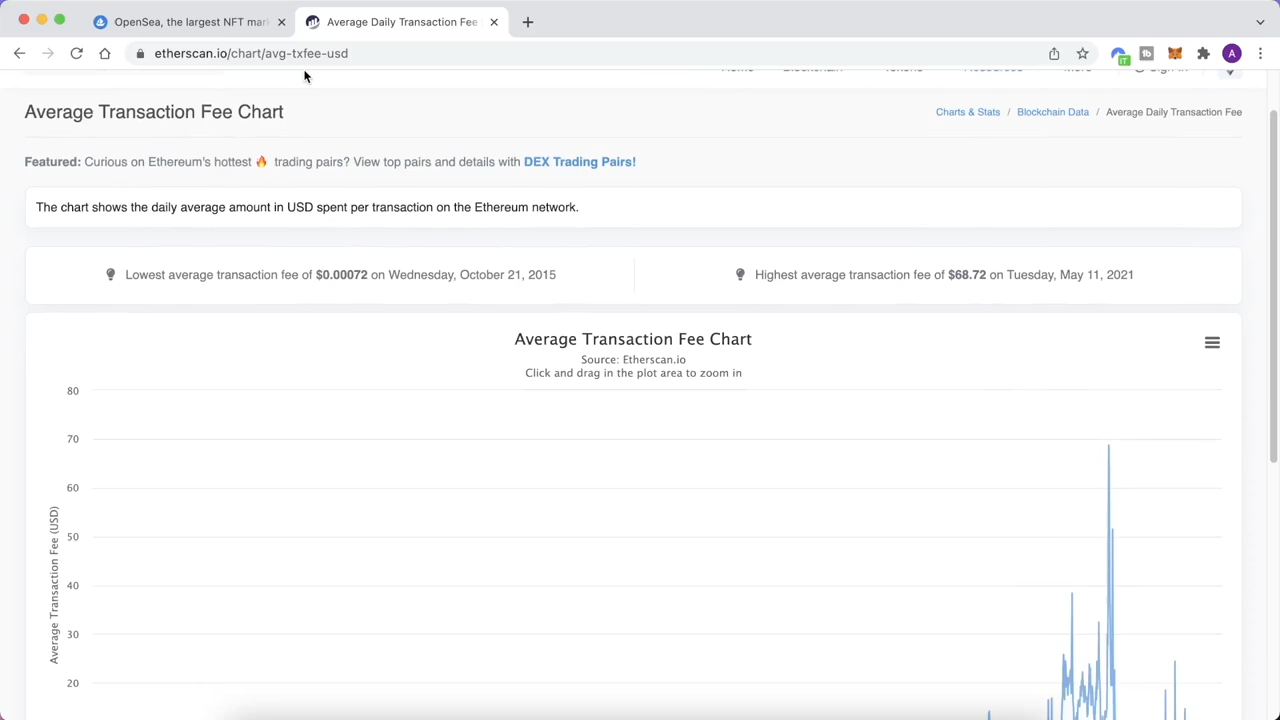 OpenSea, the largest NFT mark
Average Daily Transaction Fee
etherscan.io/chart/avg-txfee-usd
IT
A
Average Transaction Fee Chart
Charts & Stats / Blockchain Data / Average Daily Transaction Fee
Featured: Curious on Ethereum's hottest 🔥 trading pairs? View top pairs and details with DEX Trading Pairs!
The chart shows the daily average amount in USD spent per transaction on the Ethereum network.
Lowest average transaction fee of $0.00072 on Wednesday, October 21, 2015
Highest average transaction fee of $68.72 on Tuesday, May 11, 2021
Average Transaction Fee Chart
Source: Etherscan.io
Click and drag in the plot area to zoom in
80
70
60
50
40
30
20
Average Transaction Fee (USD)